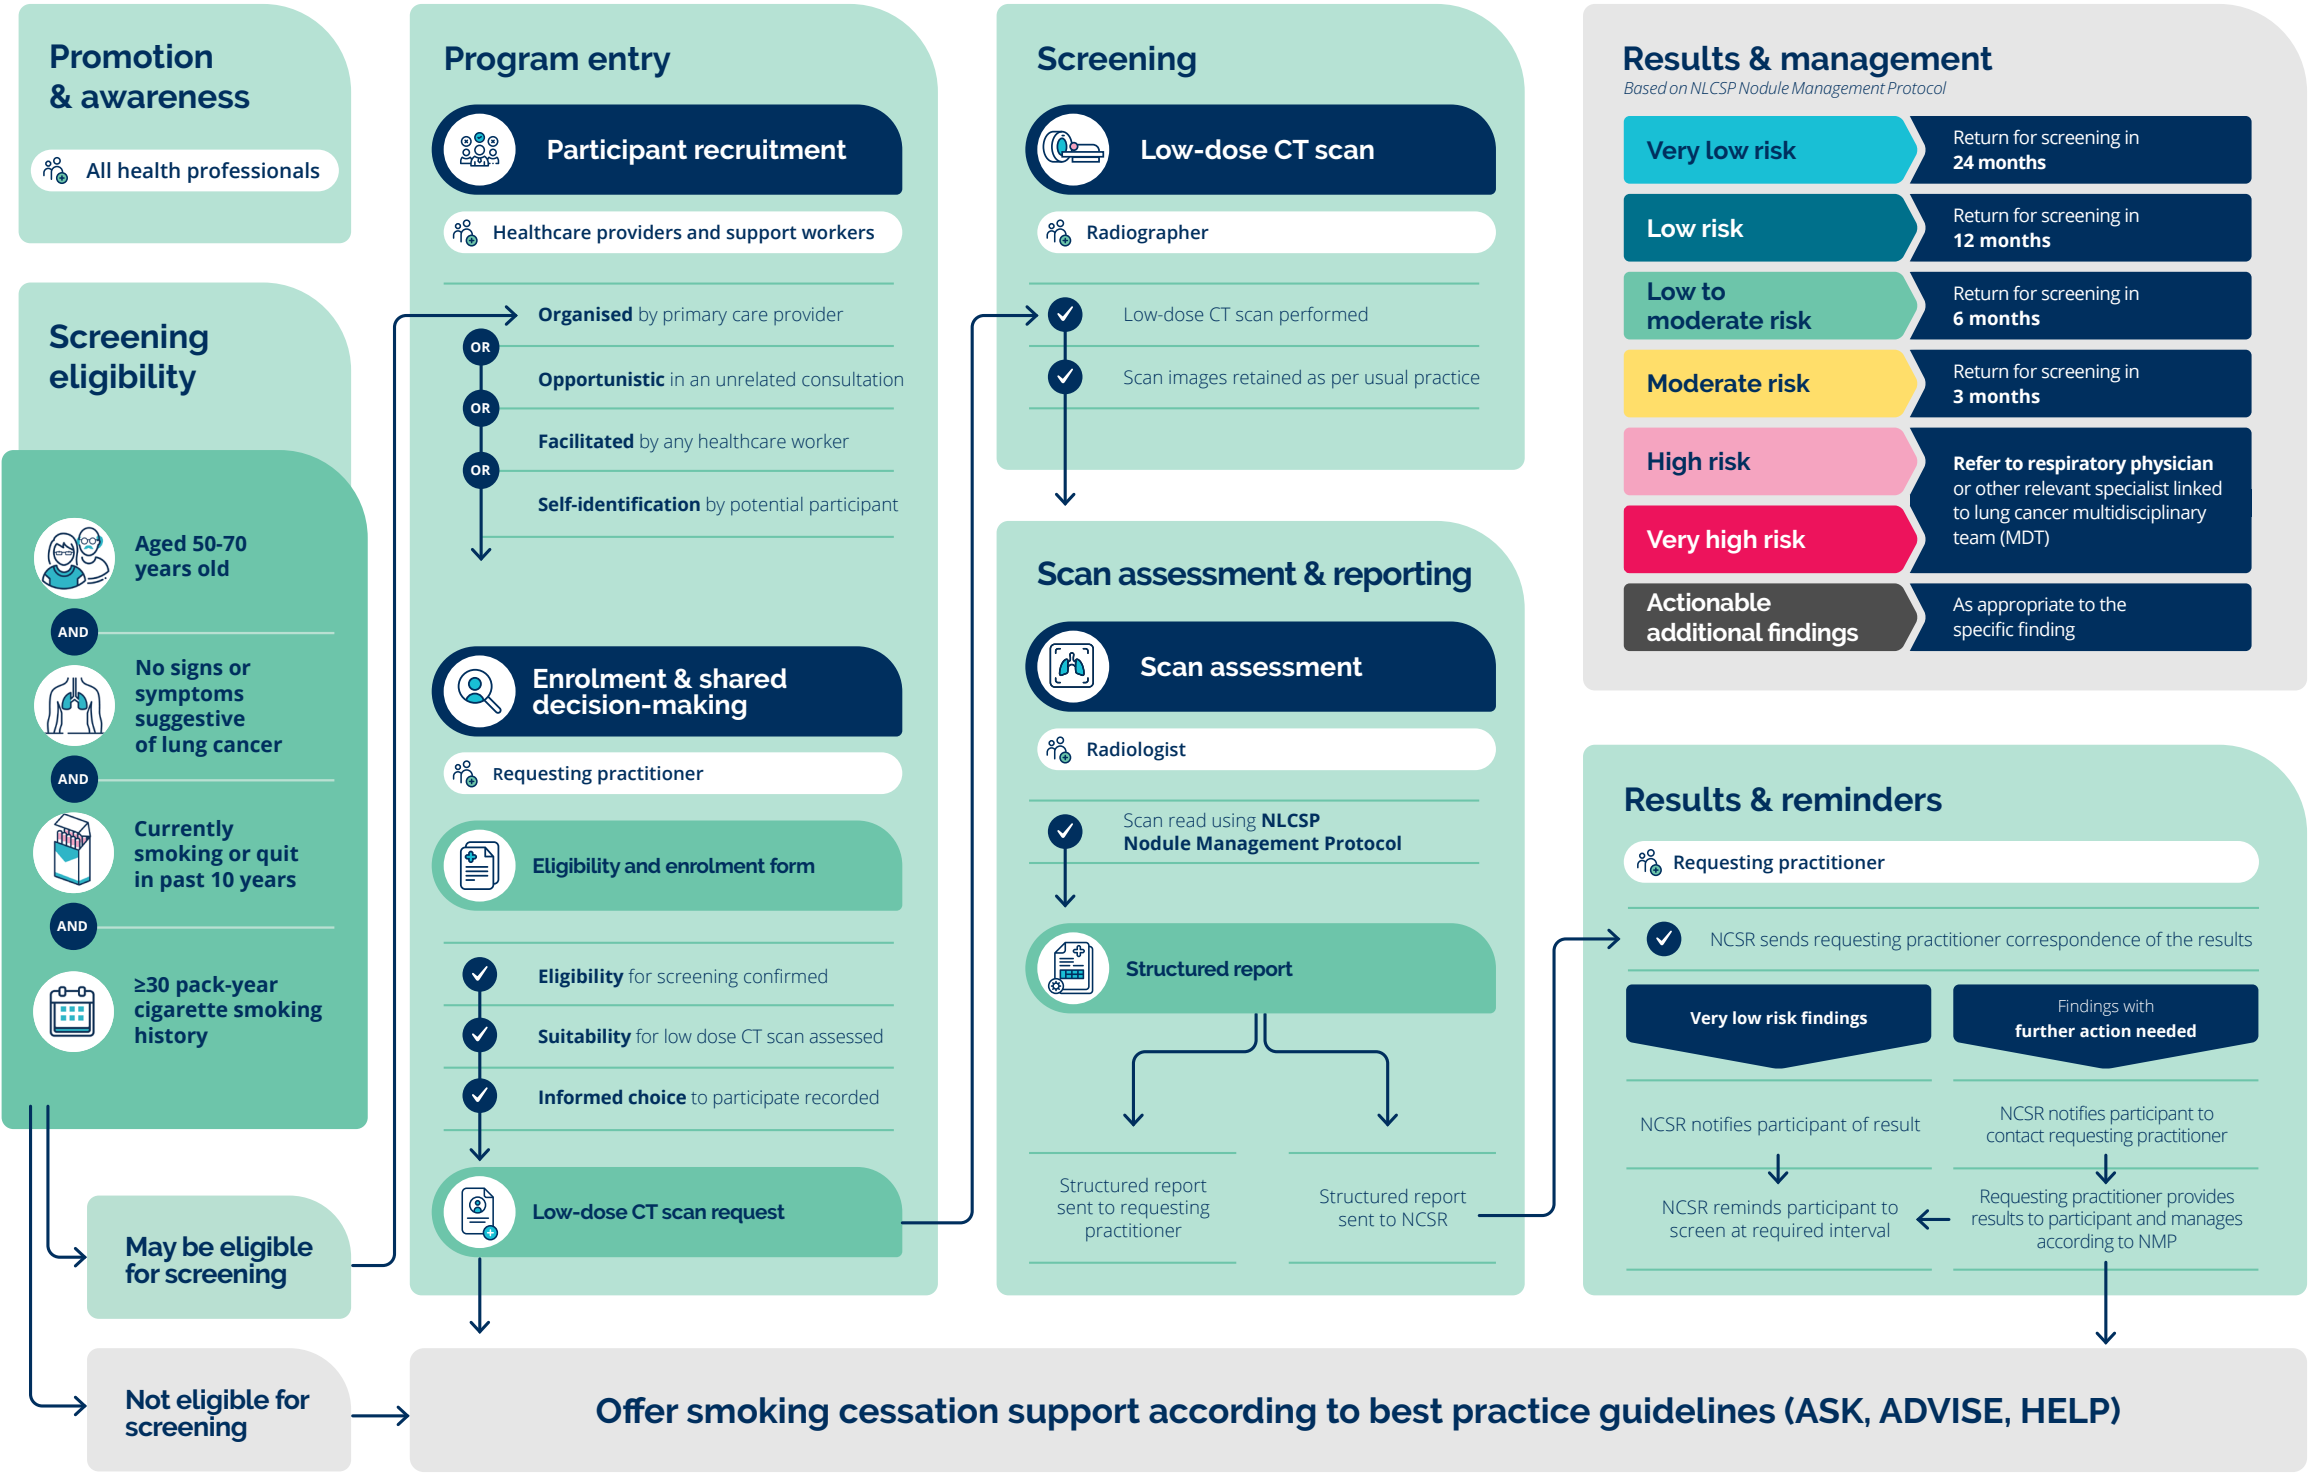 Promotion
& awareness
All health professionals
Screening
eligibility
Aged 50-70
years old
AND
No signs or
symptoms
suggestive
of lung cancer
AND
Currently
smoking or quit
in past 10 years
AND
≥30 pack-year
cigarette smoking
history
May be eligible
for screening
Not eligible for
screening
Program entry
Participant recruitment
Healthcare providers and support workers
Organised by primary care provider
OR
Opportunistic in an unrelated consultation
OR
Facilitated by any healthcare worker
OR
Self-identification by potential participant
Enrolment & shared
decision-making
Requesting practitioner
Eligibility and enrolment form
Eligibility for screening confirmed
Suitability for low dose CT scan assessed
Informed choice to participate recorded
Low-dose CT scan request
Screening
Low-dose CT scan
Radiographer
Low-dose CT scan performed
Scan images retained as per usual practice
Scan assessment & reporting
Scan assessment
Radiologist
Scan read using NLCSP
Nodule Management Protocol
Structured report
Structured report
sent to requesting
practitioner
Structured report
sent to NCSR
Results & management
Based on NLCSP Nodule Management Protocol
Very low risk
Return for screening in
24 months
Low risk
Return for screening in
12 months
Low to
moderate risk
Return for screening in
6 months
Moderate risk
Return for screening in
3 months
High risk
Very high risk
Refer to respiratory physician
or other relevant specialist linked
to lung cancer multidisciplinary
team (MDT)
Actionable
additional findings
As appropriate to the
specific finding
Results & reminders
Requesting practitioner
NCSR sends requesting practitioner correspondence of the results
Very low risk findings
NCSR notifies participant of result
NCSR reminds participant to
screen at required interval
Findings with
further action needed
NCSR notifies participant to
contact requesting practitioner
Requesting practitioner provides
results to participant and manages
according to NMP
Offer smoking cessation support according to best practice guidelines (ASK, ADVISE, HELP)